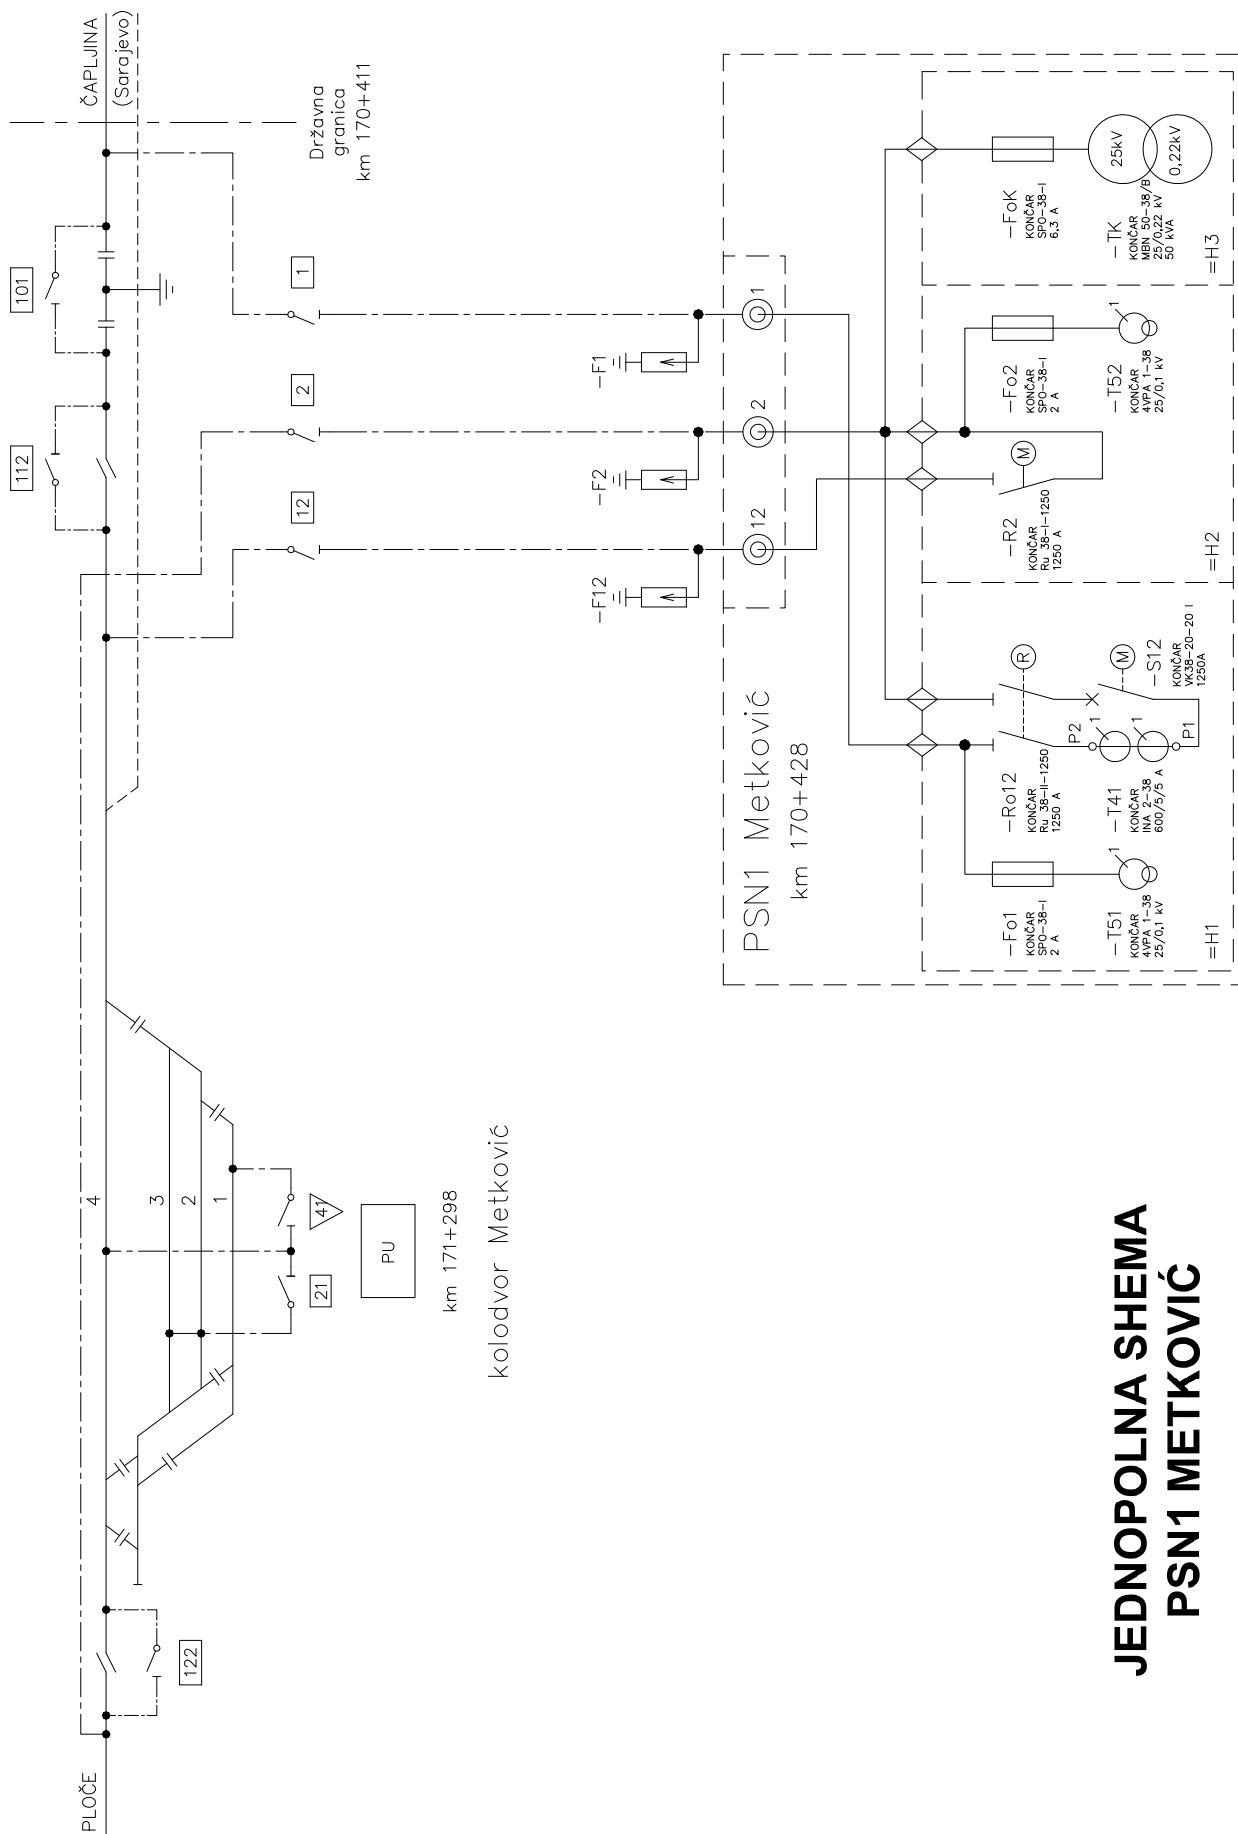 ČAPLJINA
(Sarajevo)
Državna
granica
km 170+411
101
112
1
2
12
-F1
-F2
-F12
1
2
12
PSN1 Metković
km 170+428
-FoK
KONČAR
SPO-38-I
6,3 A
-TK
KONČAR
MBN 50-38/B
25/0,22 kV
50 kVA
25kV
0,22kV
=H3
-Fo2
KONČAR
SPO-38-I
2 A
-T52
KONČAR
4VPA 1-38
25/0,1 kV
1
M
-R2
KONČAR
Ru 38-I-1250
1250 A
=H2
R
M
-S12
KONČAR
VK38-20-20 I
1250A
-Ro12
KONČAR
Ru 38-II-1250
1250 A
P2
1
1
P1
-T41
KONČAR
INA 2-38
600/5/5 A
-Fo1
KONČAR
SPO-38-I
2 A
-T51
KONČAR
4VPA 1-38
25/0,1 kV
1
=H1
4
3
2
1
41
21
PU
km 171+298
kolodvor Metković
122
PLOČE
JEDNOPOLNA SHEMA
PSN1 METKOVIĆ